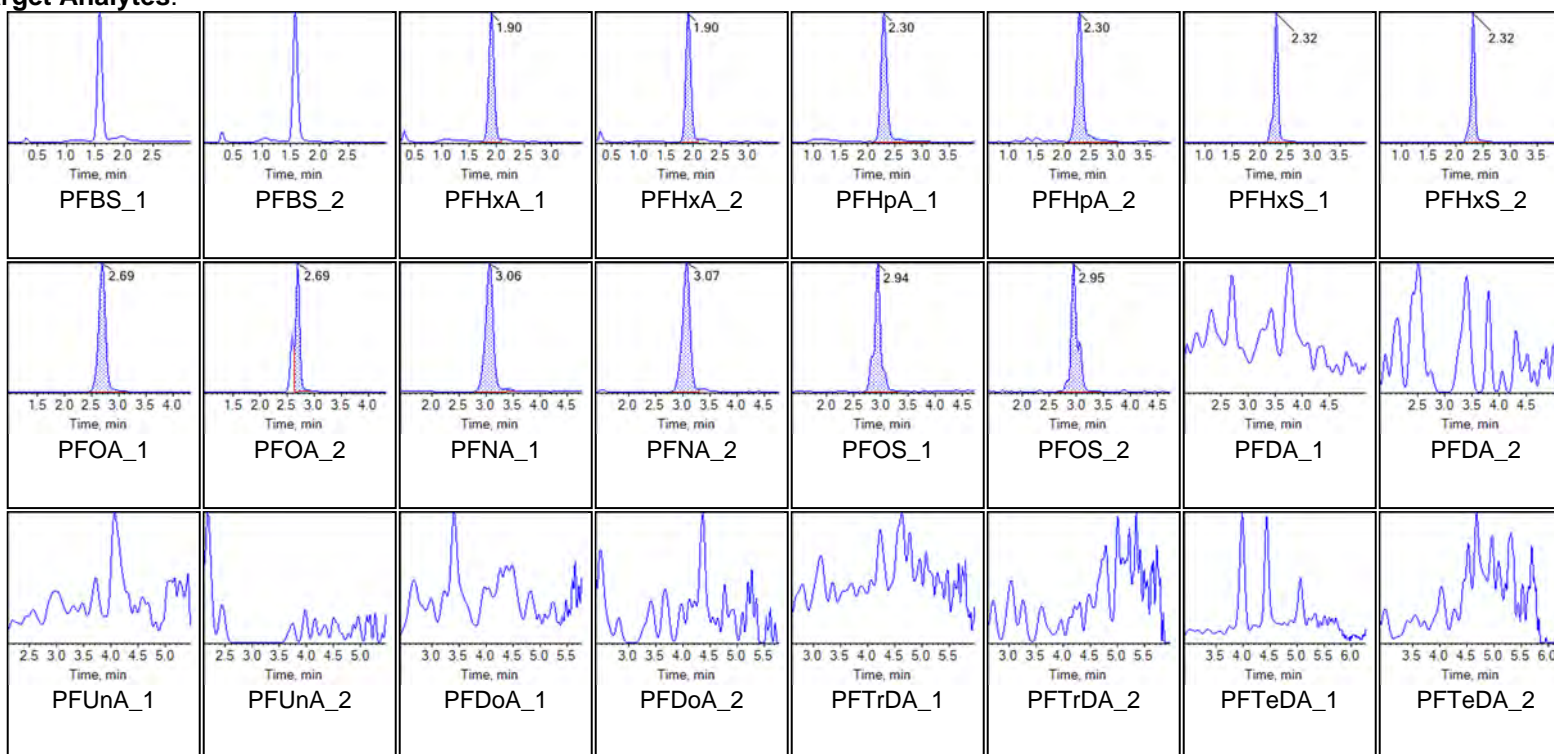 rget Analytes:
1.90 1.90 2.30 2.30 2.32 2.32
0.5 1.0 1.5 2.0 2.5 0.5 1.0 1.5 2.0 2.5 0.5 1.0 1.5 2.0 2.5 3.0 0.5 1.0 1.5 2.0 2.5 3.0 1.0 1.5 2.0 2.5 3.0 3.5 1.0 1.5 2.0 2.5 3.0 3.5 1.0 1.5 2.0 2.5 3.0 3.5 1.0 1.5 2.0 2.5 3.0 3.5
Time, min Time, min Time, min Time, min Time, min Time, min Time, min Time, min
PFBS_1 PFBS_2 PFHxA_1 PFHxA_2 PFHpA_1 PFHpA_2 PFHxS_1 PFHxS_2
2.69 2.69 3.06 3.07 2.94 2.95
1.5 2.0 2.5 3.0 3.5 4.0 1.5 2.0 2.5 3.0 3.5 4.0 2.0 2.5 3.0 3.5 4.0 4.5 2.0 2.5 3.0 3.5 4.0 4.5 2.0 2.5 3.0 3.5 4.0 4.5 2.0 2.5 3.0 3.5 4.0 4.5 2.5 3.0 3.5 4.0 4.5 2.5 3.0 3.5 4.0 4.5
Time, min Time, min Time, min Time, min Time, min Time, min Time, min Time, min
PFOA_1 PFOA_2 PFNA_1 PFNA_2 PFOS_1 PFOS_2 PFDA_1 PFDA_2
2.5 3.0 3.5 4.0 4.5 5.0 2.5 3.0 3.5 4.0 4.5 5.0 3.0 3.5 4.0 4.5 5.0 5.5 3.0 3.5 4.0 4.5 5.0 5.5 3.0 3.5 4.0 4.5 5.0 5.5 3.0 3.5 4.0 4.5 5.0 5.5 3.5 4.0 4.5 5.0 5.5 6.0 3.5 4.0 4.5 5.0 5.5 6.0
Time, min Time, min Time, min Time, min Time, min Time, min Time, min Time, min
PFUnA_1 PFUnA_2 PFDoA_1 PFDoA_2 PFTrDA_1 PFTrDA_2 PFTeDA_1 PFTeDA_2